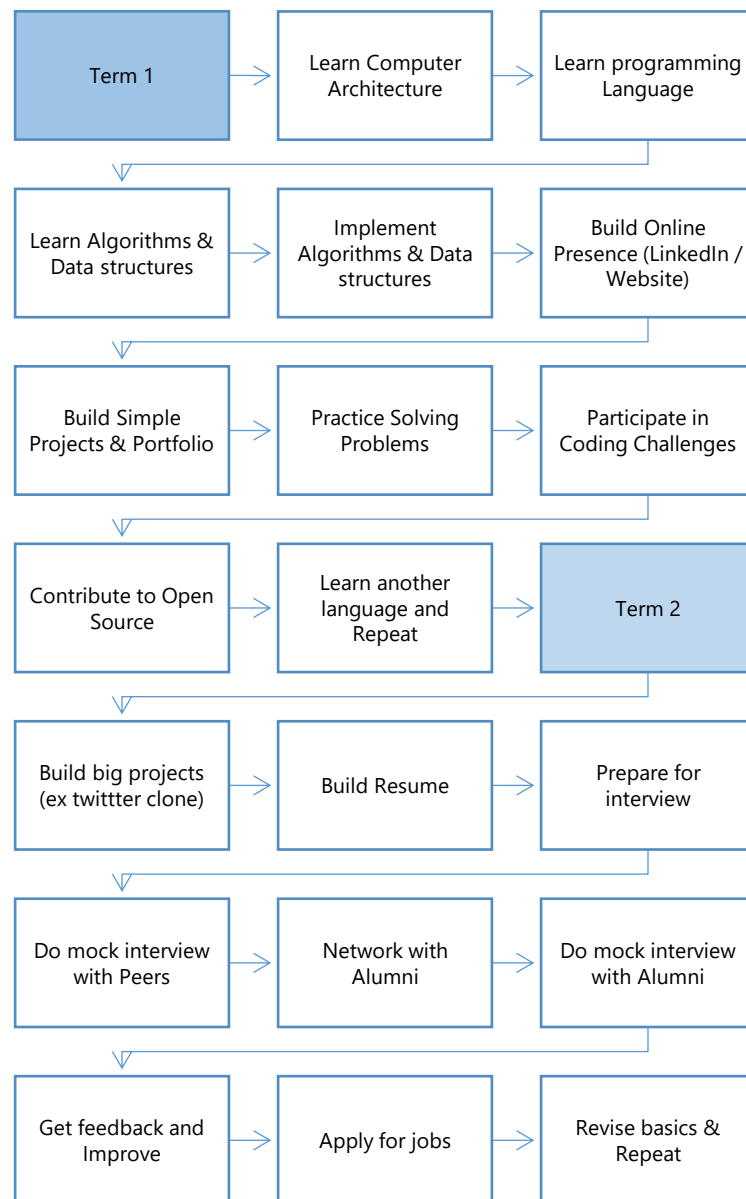 Term 1
Learn Computer
Architecture
Learn programming
Language
Learn Algorithms &
Data structures
Implement
Algorithms & Data
structures
Build Online
Presence (LinkedIn /
Website)
Build Simple
Projects & Portfolio
Practice Solving
Problems
Participate in
Coding Challenges
Contribute to Open
Source
Learn another
language and
Repeat
Term 2
Build big projects
(ex twittter clone)
Build Resume
Prepare for
interview
Do mock interview
with Peers
Network with
Alumni
Do mock interview
with Alumni
Get feedback and
Improve
Apply for jobs
Revise basics &
Repeat